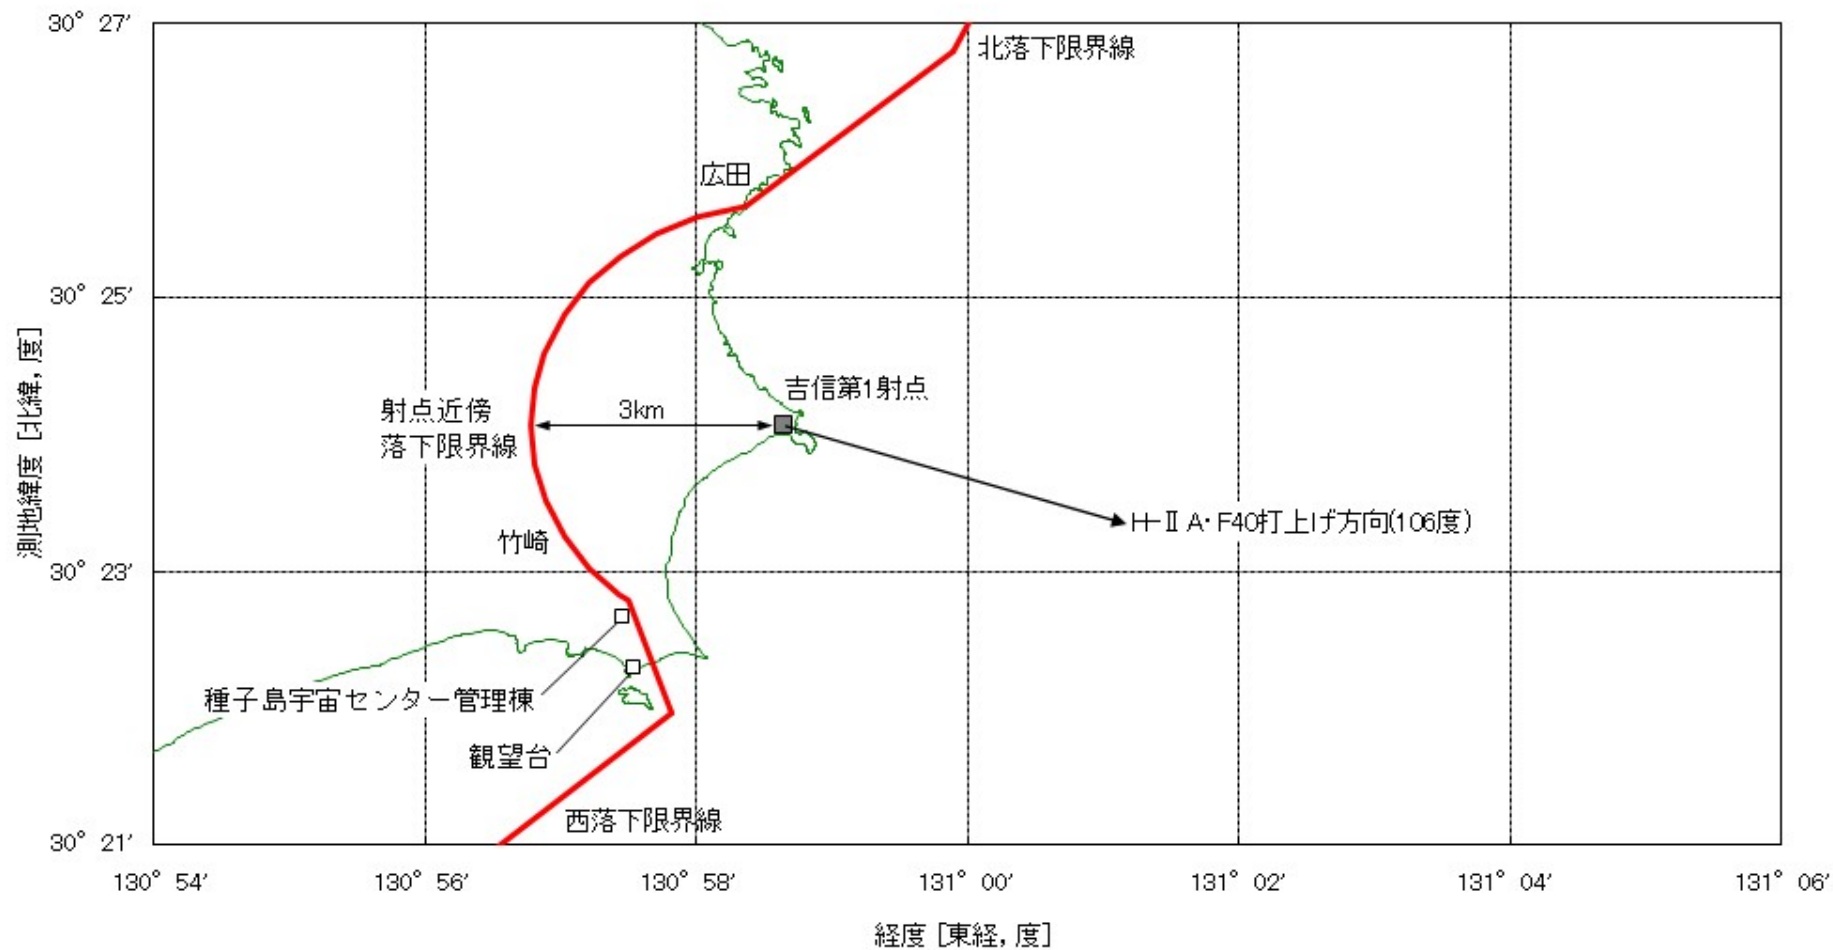 30° 27′
北落下限界線
広田
30° 25′
吉信第1射点
射点近傍
落下限界線
3km
測地緯度 [北緯, 度]
H-ⅡA・F40打上げ方向(106度)
竹崎
30° 23′
種子島宇宙センター管理棟
観望台
西落下限界線
30° 21′
130° 54′
130° 56′
130° 58′
131° 00′
131° 02′
131° 04′
131° 06′
経度 [東経, 度]